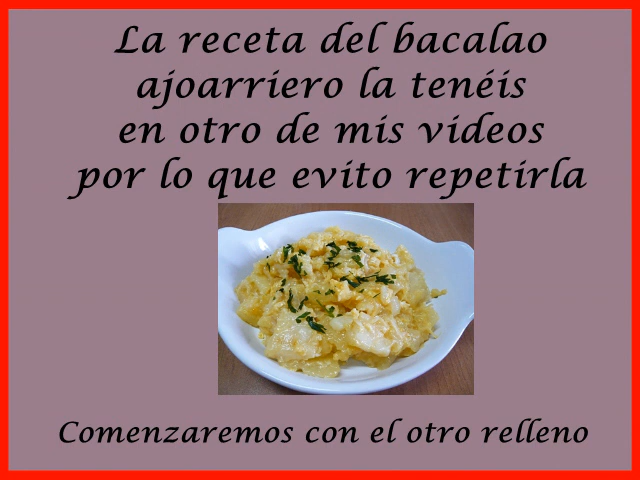 La receta del bacalao
ajoarriero la tenéis
en otro de mis videos
por lo que evito repetirla
Comenzaremos con el otro relleno